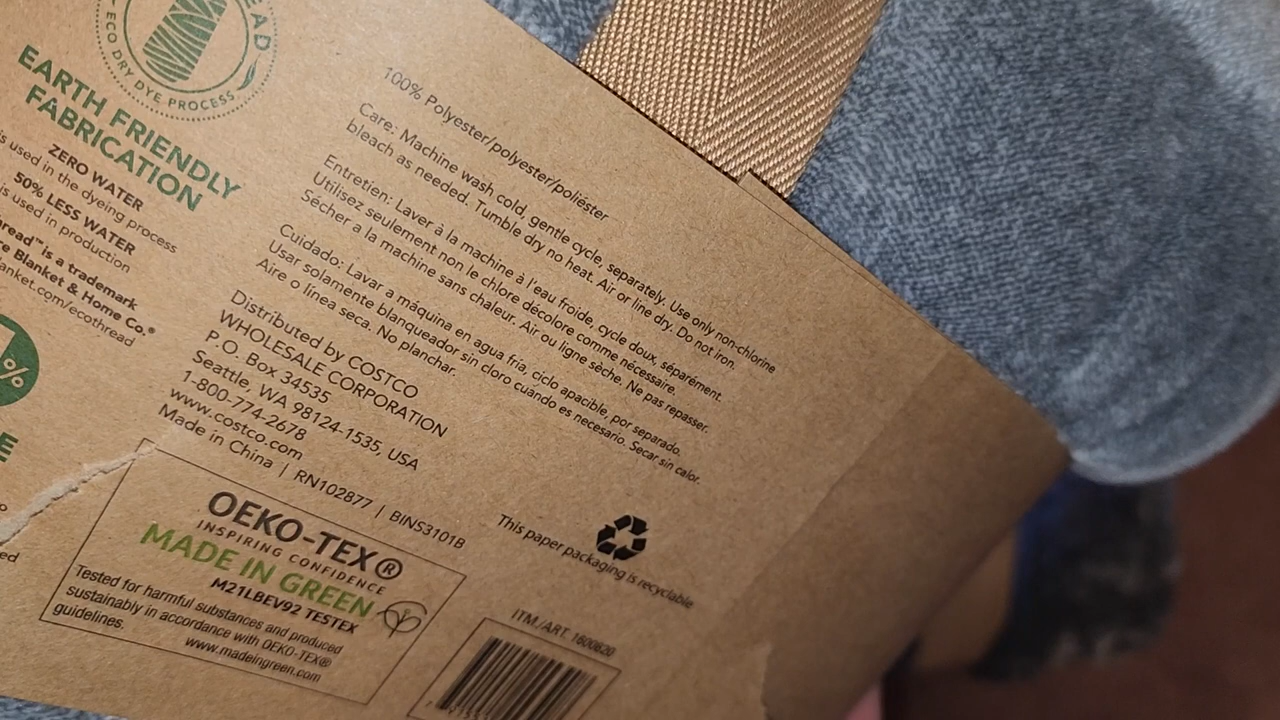 ECO DRY DYE PROCESS
EARTH FRIENDLY
FABRICATION
ZERO WATER
used in the dyeing process
50% LESS WATER
is used in production
is a trademark
Blanket & Home Co.®
.com/ecothread
%
100% Polyester/polyester/poliéster
Care: Machine wash cold, gentle cycle, separately. Use only non-chlorine
bleach as needed. Tumble dry no heat. Air or line dry. Do not iron.
Entretien: Laver à la machine à l'eau froide, cycle doux, séparément.
Utilisez seulement non le chlore décolore comme nécessaire.
Sécher a la machine sans chaleur. Air ou ligne sèche. Ne pas repasser.
Cuidado: Lavar a máquina en agua fria, ciclo apacible, por separado.
Usar solamente blanqueador sin cloro cuando es necesario. Secar sin calor.
Aire o línea seca. No planchar.
Distributed by COSTCO
WHOLESALE CORPORATION
P.O. Box 34535
Seattle, WA 98124-1535, USA
1-800-774-2678
www.costco.com
Made in China | RN102877 | BINS3101B
OEKO-TEX®
INSPIRING CONFIDENCE
MADE IN GREEN
M21LBEV92 TESTEX
Tested for harmful substances and produced
sustainably in accordance with OEKO-TEX®
guidelines.
www.madeingreen.com
This paper packaging is recyclable
ITM./ART. 1600620